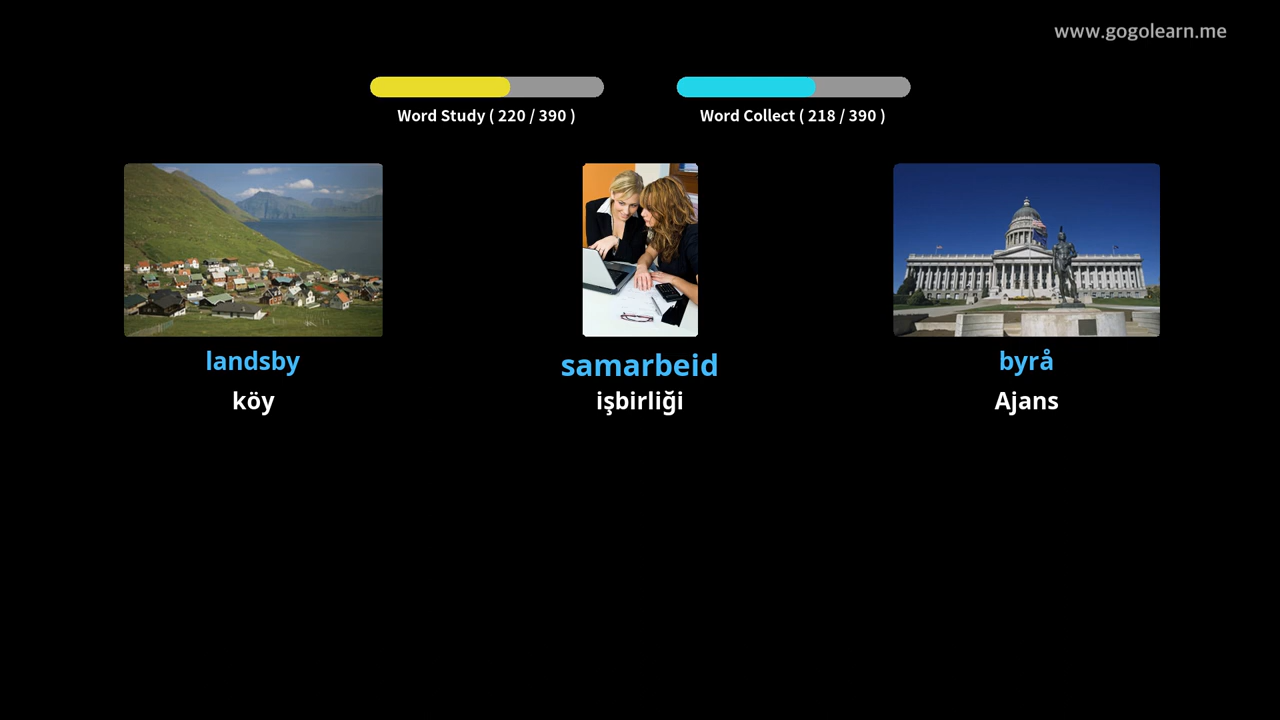 www.gogolearn.me
Word Study ( 220 / 390 )
Word Collect ( 218 / 390 )
landsby
samarbeid
byrå
köy
işbirliği
Ajans